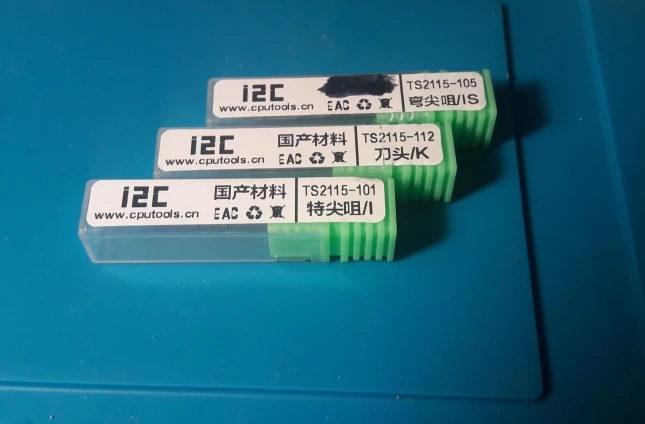 i2C
www.cputools.cn
EAC
TS2115-105
弯尖咀/IS
i2C
www.cputools.cn
国产材料
EAC
TS2115-112
刀头/K
i2C
www.cputools.cn
国产材料
EAC
TS2115-101
特尖咀/I